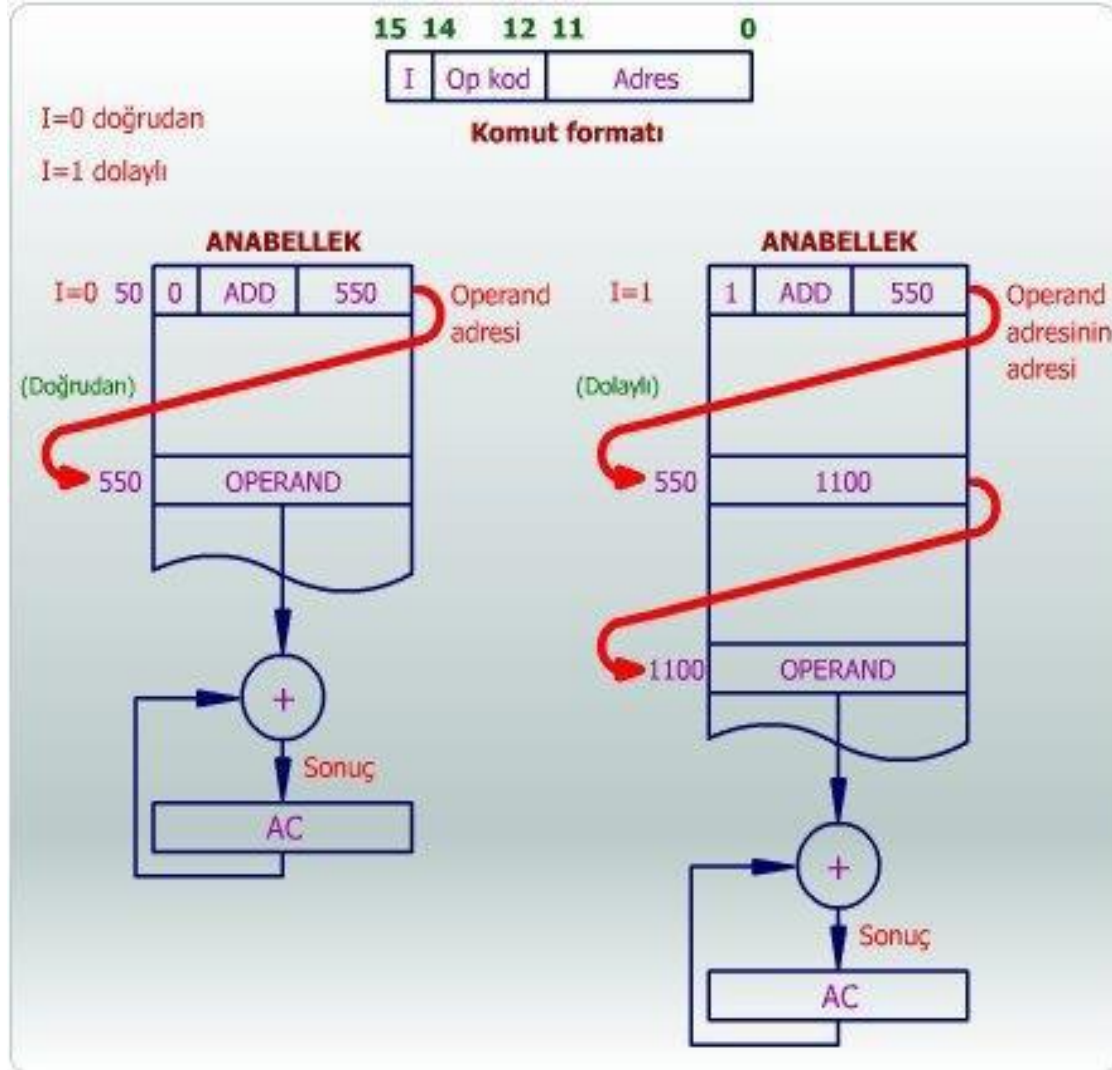 15 14 12 11 0
I Op kod Adres
Komut formatı
I=0 doğrudan
I=1 dolaylı
ANABELLEK
I=0 50 0 ADD 550
Operand
adresi
(Doğrudan)
550 OPERAND
+
Sonuç
AC
ANABELLEK
I=1 1 ADD 550
Operand
adresinin
adresi
(Dolaylı)
550 1100
1100 OPERAND
+
Sonuç
AC